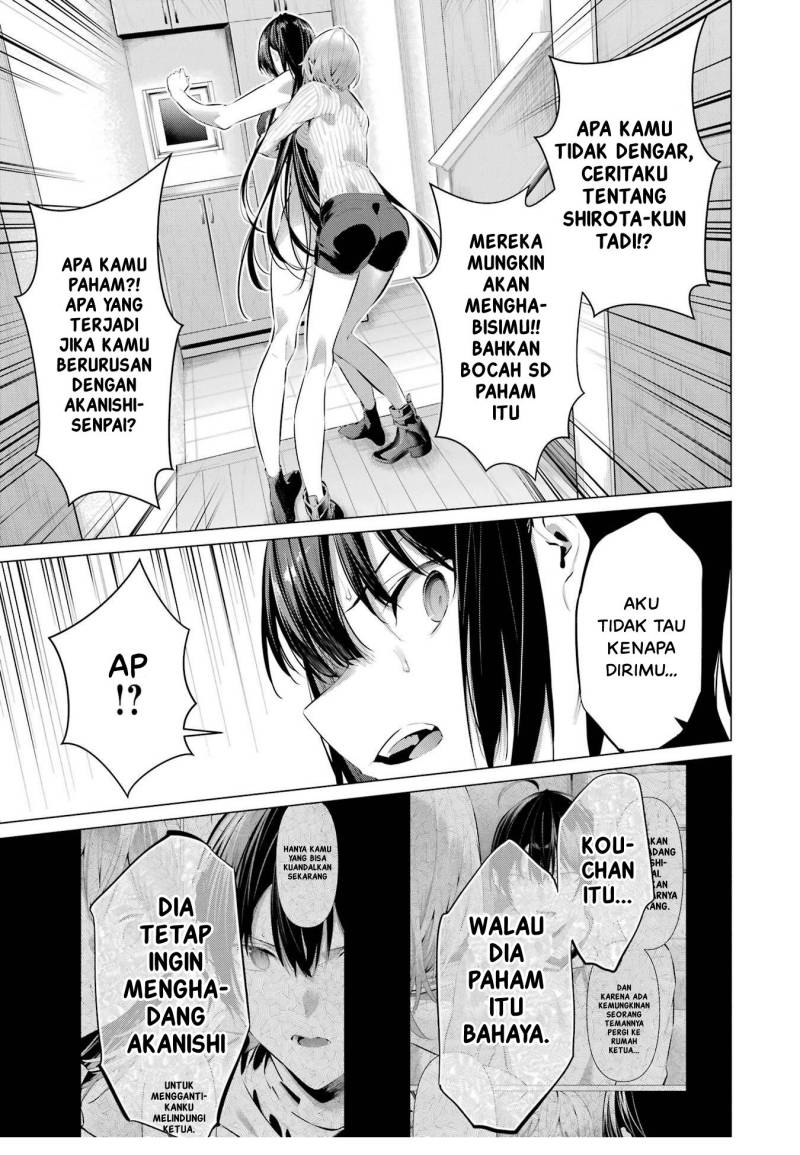 APA KAMU
TIDAK DENGAR,
CERITAKU
TENTANG
SHIROTA-KUN
TADI!?
MEREKA
MUNGKIN
AKAN
MENGHA-
BISIMU!!
BAHKAN
BOCAH SD
PAHAM
ITU
APA KAMU
PAHAM?!
APA YANG
TERJADI
JIKA KAMU
BERURUSAN
DENGAN
AKANISHI-
SENPAI?
AKU
TIDAK TAU
KENAPA
DIRIMU...
AP
!?
KOU-
CHAN
ITU...
WALAU
DIA
PAHAM
ITU
BAHAYA.
DAN
KARENA ADA
KEMUNGKINAN
SEORANG
TEMANNYA
PERGI KE
RUMAH
KETUA...
HANYA KAMU
YANG BISA
KUANDALKAN
SEKARANG
DIA
TETAP
INGIN
MENGHA-
DANG
AKANISHI
UNTUK
MENGGANTI-
KANKU
MELINDUNGI
KETUA.